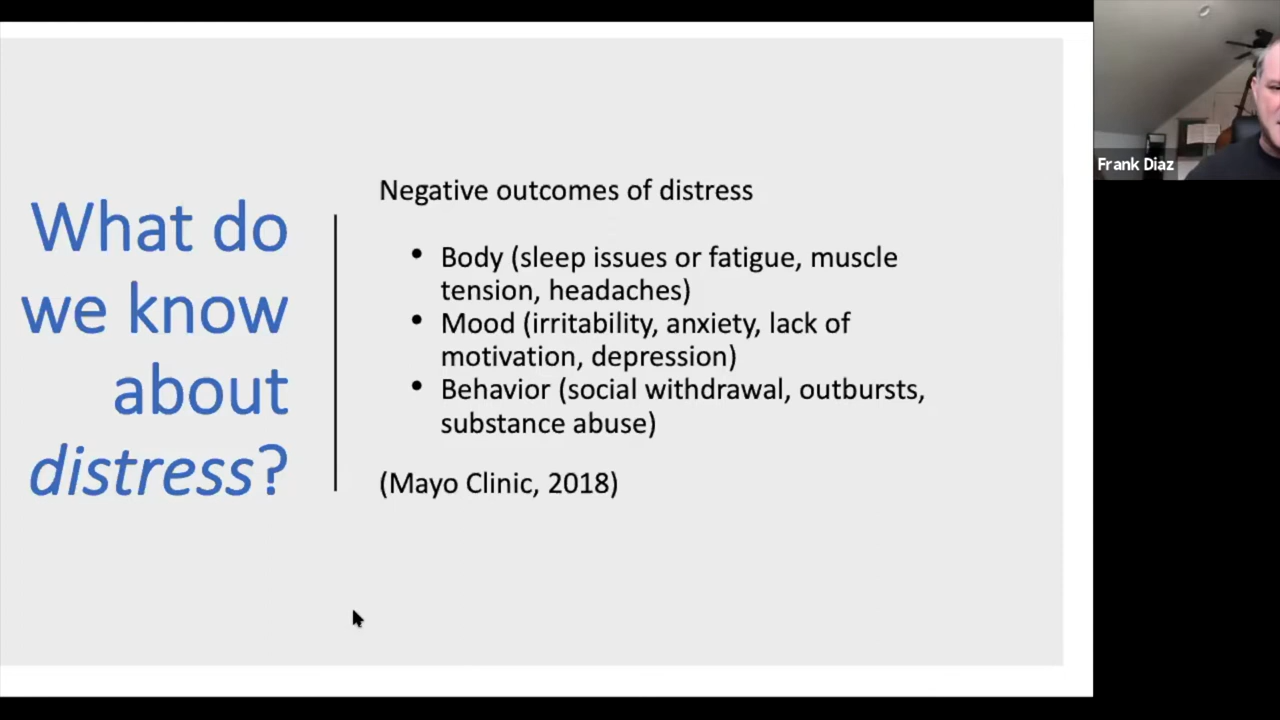 What do
we know
about
distress?
Negative outcomes of distress
• Body (sleep issues or fatigue, muscle
tension, headaches)
• Mood (irritability, anxiety, lack of
motivation, depression)
• Behavior (social withdrawal, outbursts,
substance abuse)
(Mayo Clinic, 2018)
Frank Diaz